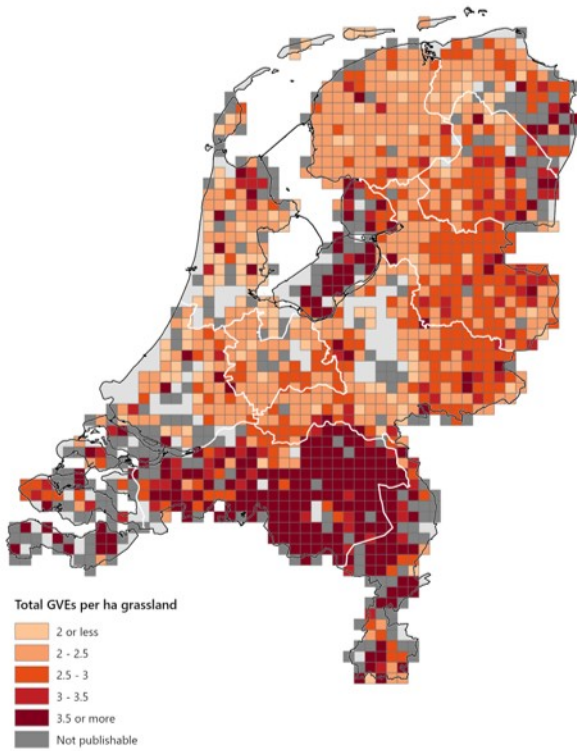 Total GVEs per ha grassland
2 or less
2 - 2.5
2.5 - 3
3 - 3.5
3.5 or more
Not publishable